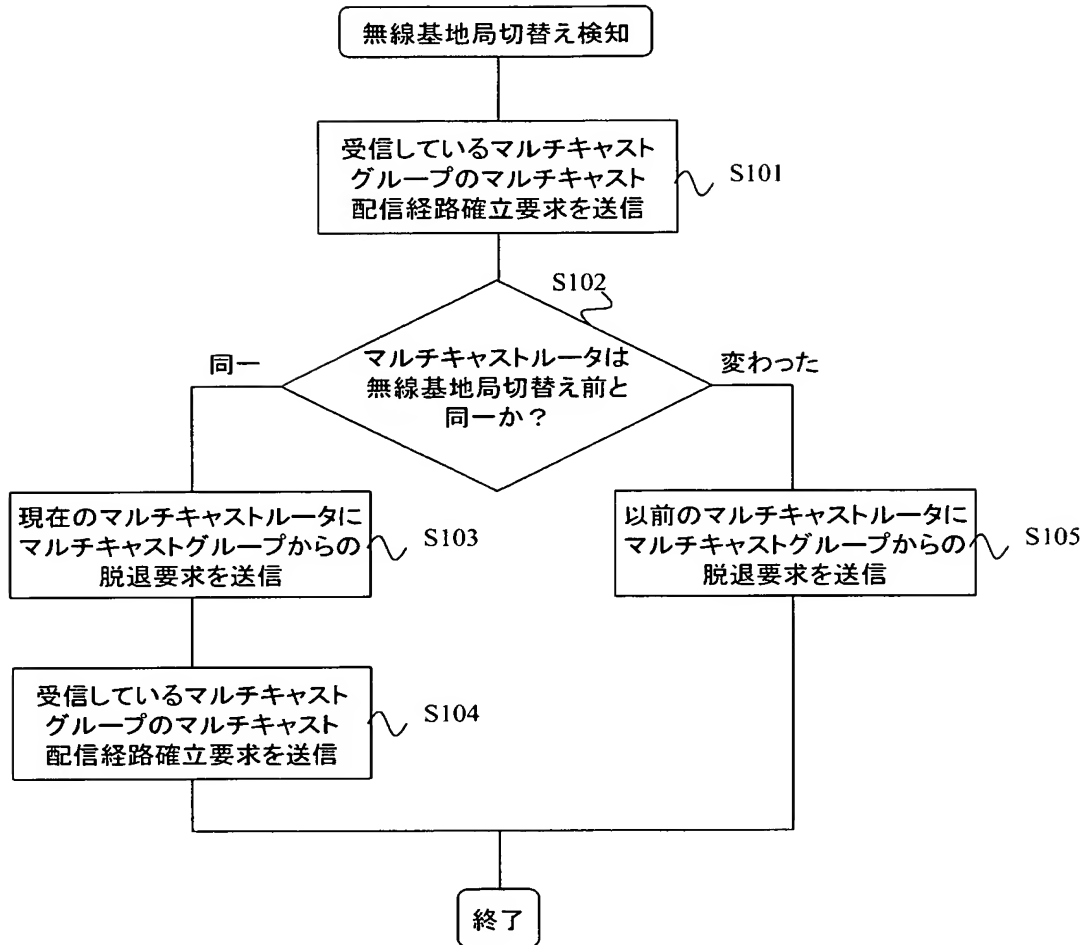 無線基地局切替え検知
受信しているマルチキャスト
グループのマルチキャスト
配信経路確立要求を送信
S101
S102
マルチキャストルータは
無線基地局切替え前と
同一か？
同一
変わった
現在のマルチキャストルータに
マルチキャストグループからの
脱退要求を送信
S103
以前のマルチキャストルータに
マルチキャストグループからの
脱退要求を送信
S105
受信しているマルチキャスト
グループのマルチキャスト
配信経路確立要求を送信
S104
終了